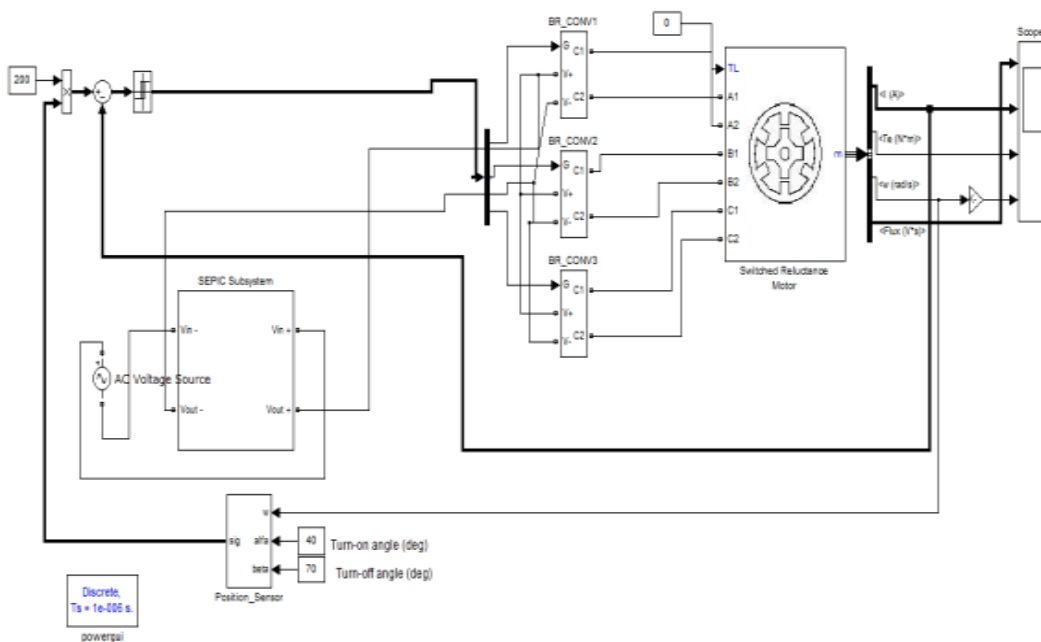 BR_CONV1
0
Scope
200
G
C1
V+
C2
V-
TL
A1
A2
B1
B2
C1
C2
m
<I (A)>
<Te (N*m)>
<w (rad/s)>
<Flux (V*s)>
BR_CONV2
G
C1
V+
C2
V-
Switched Reluctance
Motor
BR_CONV3
G
C1
V+
C2
V-
SEPIC Subsystem
Vin -
Vin +
Vout -
Vout +
AC Voltage Source
w
sig
alfa
beta
40
Turn-on angle (deg)
70
Turn-off angle (deg)
Position_Sensor
Discrete,
Ts = 1e-006 s.
powergui